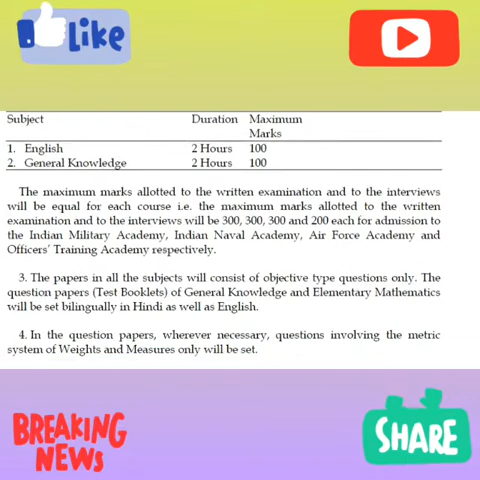 Like
Subject Duration Maximum
Marks
1. English 2 Hours 100
2. General Knowledge 2 Hours 100
The maximum marks allotted to the written examination and to the interviews
will be equal for each course i.e. the maximum marks allotted to the written
examination and to the interviews will be 300, 300, 300 and 200 each for admission to
the Indian Military Academy, Indian Naval Academy, Air Force Academy and
Officers' Training Academy respectively.
3. The papers in all the subjects will consist of objective type questions only. The
question papers (Test Booklets) of General Knowledge and Elementary Mathematics
will be set bilingually in Hindi as well as English.
4. In the question papers, wherever necessary, questions involving the metric
system of Weights and Measures only will be set.
BREAKING
NEWS
SHARE